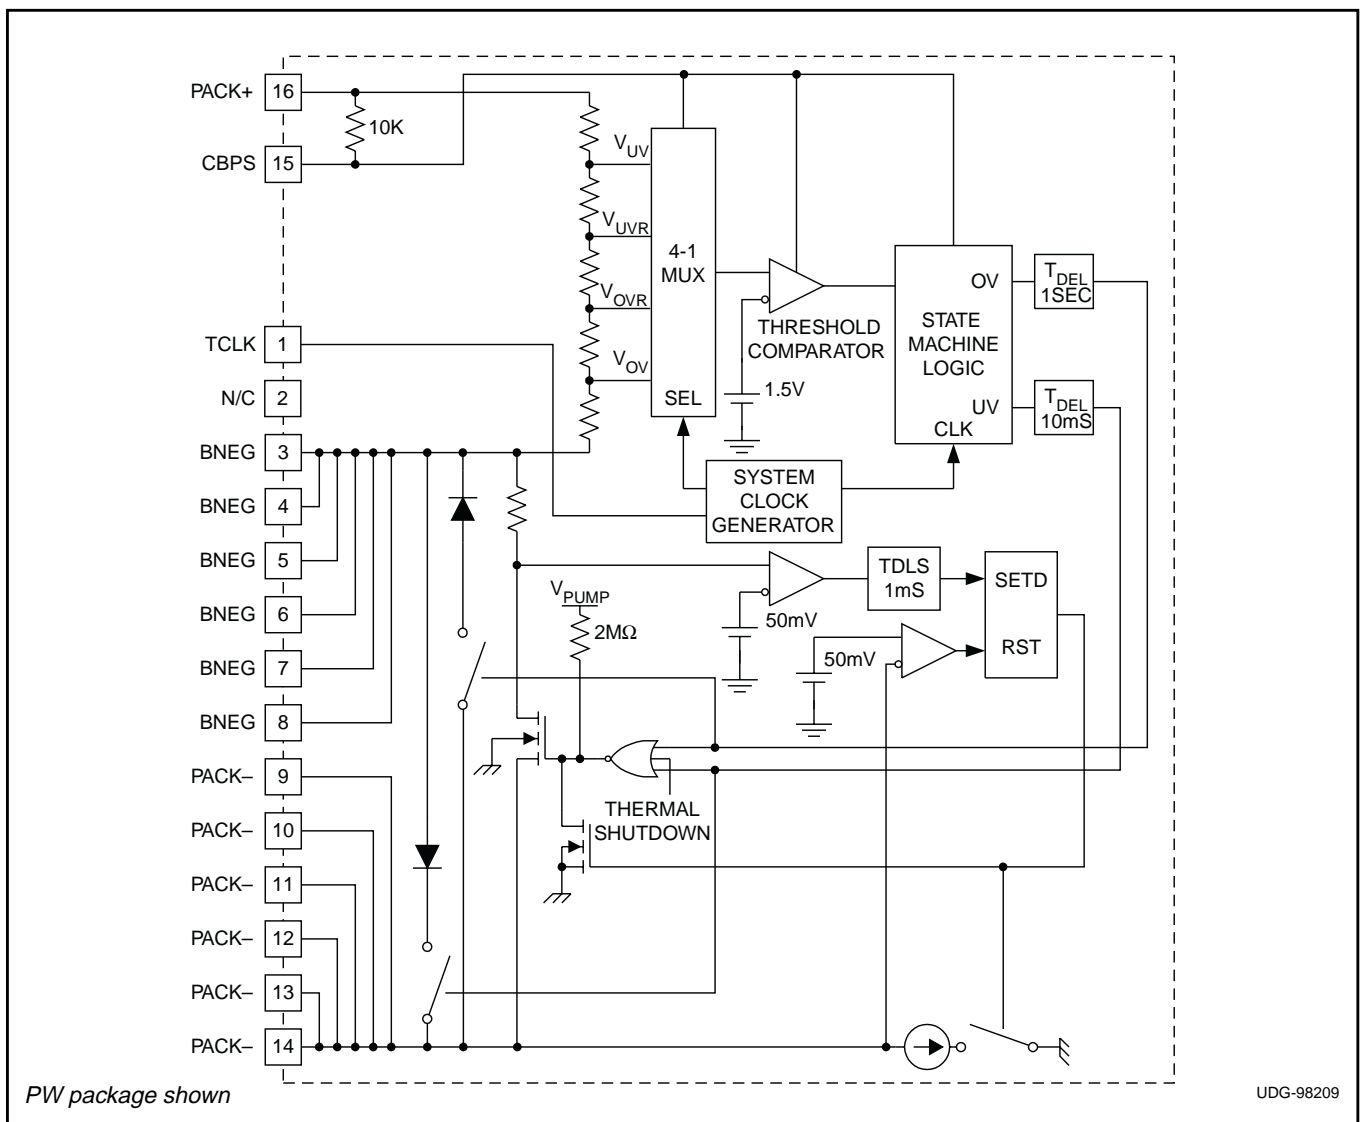 PACK+ 16
10K
CBPS 15
V_UV
V_UVR
V_OVR
V_OV
4-1
MUX
SEL
THRESHOLD
COMPARATOR
1.5V
OV
STATE
MACHINE
LOGIC
UV
CLK
T_DEL
1SEC
T_DEL
10mS
TCLK 1
N/C 2
BNEG 3
BNEG 4
BNEG 5
BNEG 6
BNEG 7
BNEG 8
PACK– 9
PACK– 10
PACK– 11
PACK– 12
PACK– 13
PACK– 14
SYSTEM
CLOCK
GENERATOR
V_PUMP
2MΩ
50mV
TDLS
1mS
SETD
RST
50mV
THERMAL
SHUTDOWN
PW package shown
UDG-98209